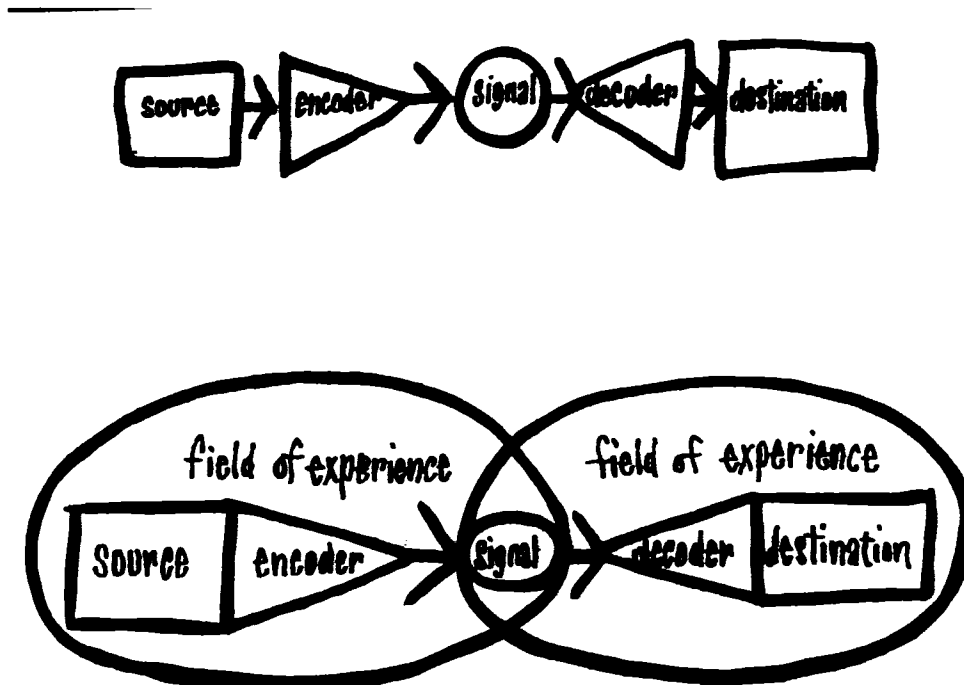 source encoder signal decoder destination
field of experience field of experience
source encoder signal decoder destination